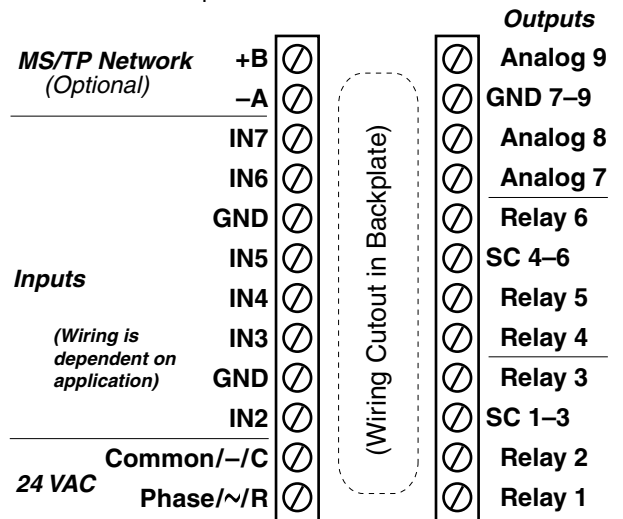 Outputs
MS/TP Network
(Optional)
+B
–A
IN7
IN6
GND
IN5
IN4
IN3
GND
IN2
Common/–/C
Phase/~/R
Inputs
(Wiring is
dependent on
application)
24 VAC
(Wiring Cutout in Backplate)
Analog 9
GND 7–9
Analog 8
Analog 7
Relay 6
SC 4–6
Relay 5
Relay 4
Relay 3
SC 1–3
Relay 2
Relay 1